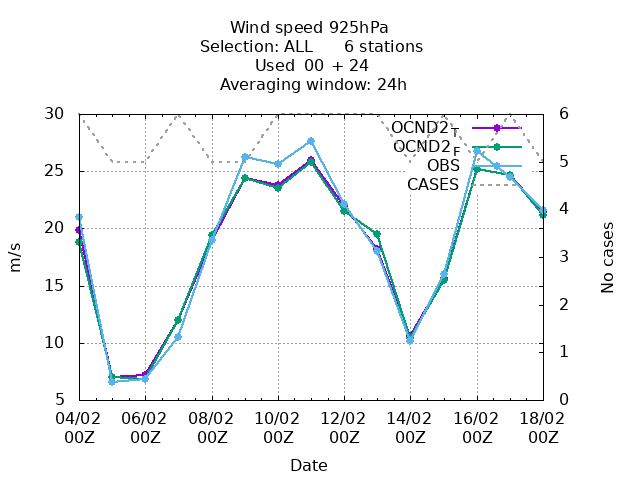 Wind speed 925hPa
Selection: ALL      6 stations
Used  00 + 24
Averaging window: 24h
30
25
20
15
10
5
m/s
6
5
4
3
2
1
0
No cases
OCND2_T
OCND2_F
OBS
CASES
04/02 06/02 08/02 10/02 12/02 14/02 16/02 18/02
00Z 00Z 00Z 00Z 00Z 00Z 00Z 00Z
Date